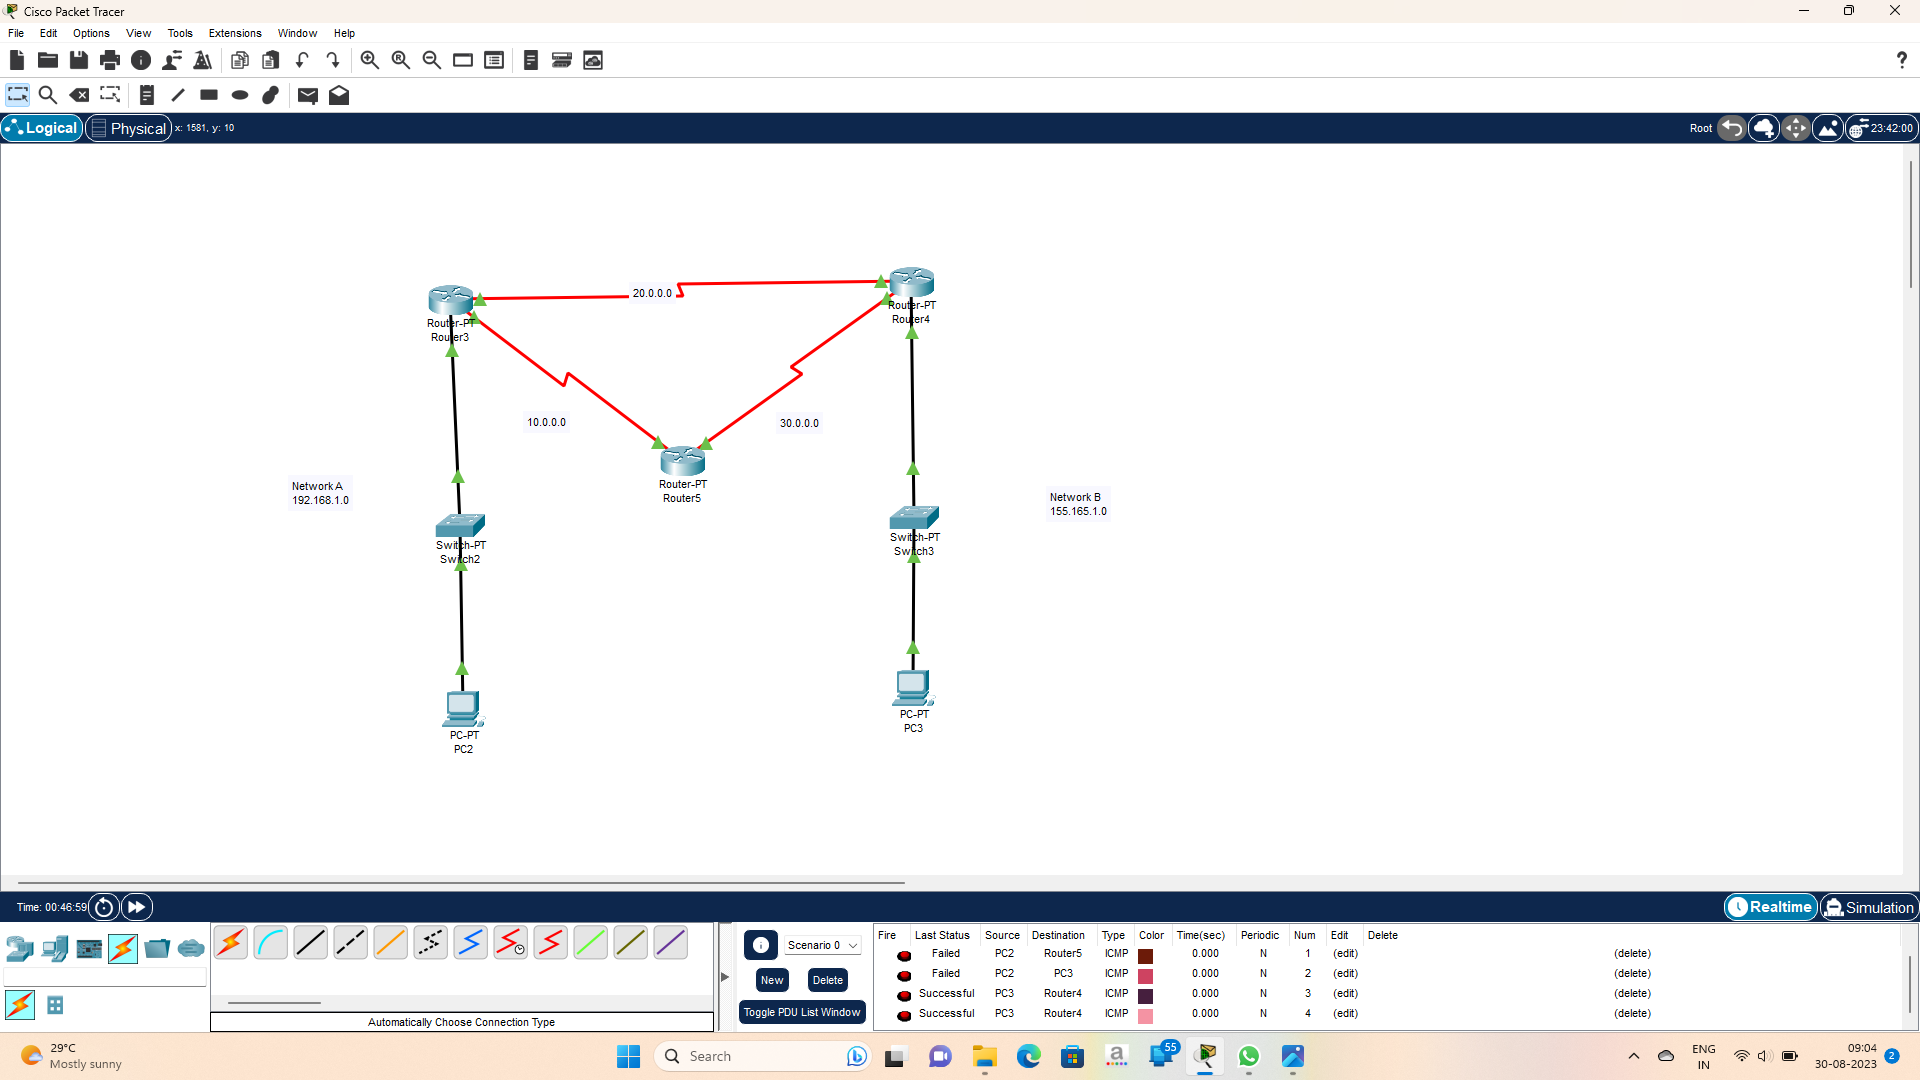 Cisco Packet Tracer
File Edit Options View Tools Extensions Window Help
Logical Physical x: 1581, y: 10 Root 23:42:00
20.0.0.0
Router-PT
Router3
Router-PT
Router4
10.0.0.0
30.0.0.0
Router-PT
Router5
Network A
192.168.1.0
Network B
155.165.1.0
Switch-PT
Switch2
Switch-PT
Switch3
PC-PT
PC2
PC-PT
PC3
Time: 00:46:59 Realtime Simulation
Scenario 0
New Delete
Toggle PDU List Window
Automatically Choose Connection Type
Fire Last Status Source Destination Type Color Time(sec) Periodic Num Edit Delete
Failed PC2 Router5 ICMP 0.000 N 1 (edit) (delete)
Failed PC2 PC3 ICMP 0.000 N 2 (edit) (delete)
Successful PC3 Router4 ICMP 0.000 N 3 (edit) (delete)
Successful PC3 Router4 ICMP 0.000 N 4 (edit) (delete)
29°C
Mostly sunny
Search
55
ENG
IN
09:04
30-08-2023
2